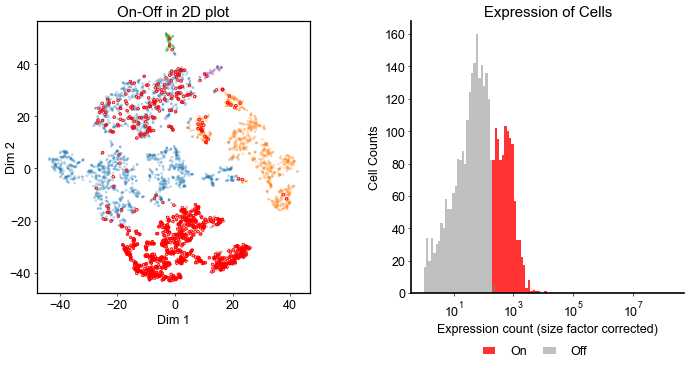 On-Off in 2D plot
Dim 2
40
20
0
−20
−40
−40 −20 0 20 40
Dim 1
Expression of Cells
Cell Counts
160
140
120
100
80
60
40
20
0
10^1 10^3 10^5 10^7
Expression count (size factor corrected)
On Off